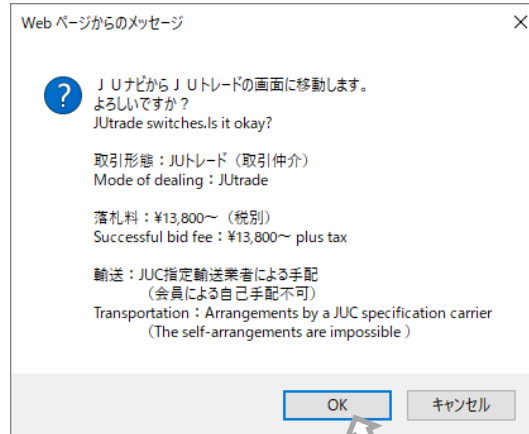 Web ページからのメッセージ
ＪＵナビからＪＵトレードの画面に移動します。
よろしいですか？
JUtrade switches.Is it okay?
取引形態：JUトレード（取引仲介）
Mode of dealing：JUtrade
落札料：¥13,800～（税別）
Successful bid fee：¥13,800～ plus tax
輸送：JUC指定輸送業者による手配
（会員による自己手配不可）
Transportation：Arrangements by a JUC specification carrier
（The self-arrangements are impossible ）
OK キャンセル